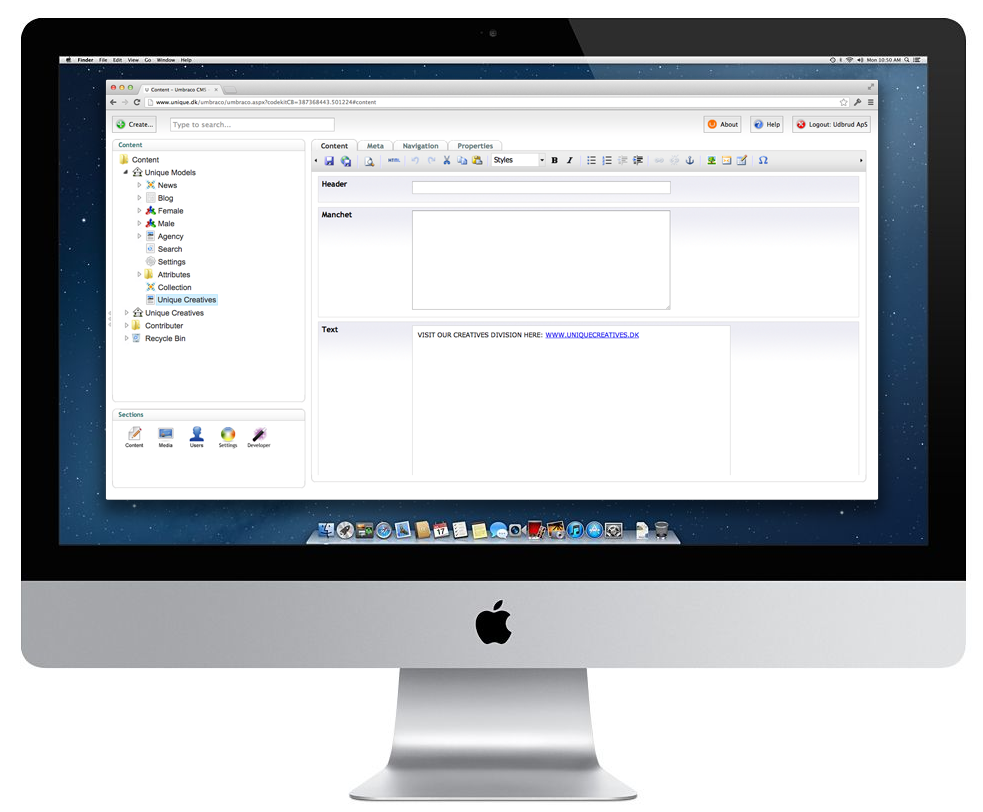 Finder File Edit View Go Window Help
Mon 10:50 AM
Content - Umbraco CMS -
www.unique.dk/umbraco/umbraco.aspx?codekitCB=387368443.501224#content
Create...
Type to search...
About
Help
Logout: Udbrud ApS
Content
Content
Unique Models
News
Blog
Female
Male
Agency
Search
Settings
Attributes
Collection
Unique Creatives
Unique Creatives
Contributer
Recycle Bin
Sections
Content Media Users Settings Developer
Content Meta Navigation Properties
HTML Styles B I Ω
Header
Manchet
Text
VISIT OUR CREATIVES DIVISION HERE: WWW.UNIQUECREATIVES.DK
17